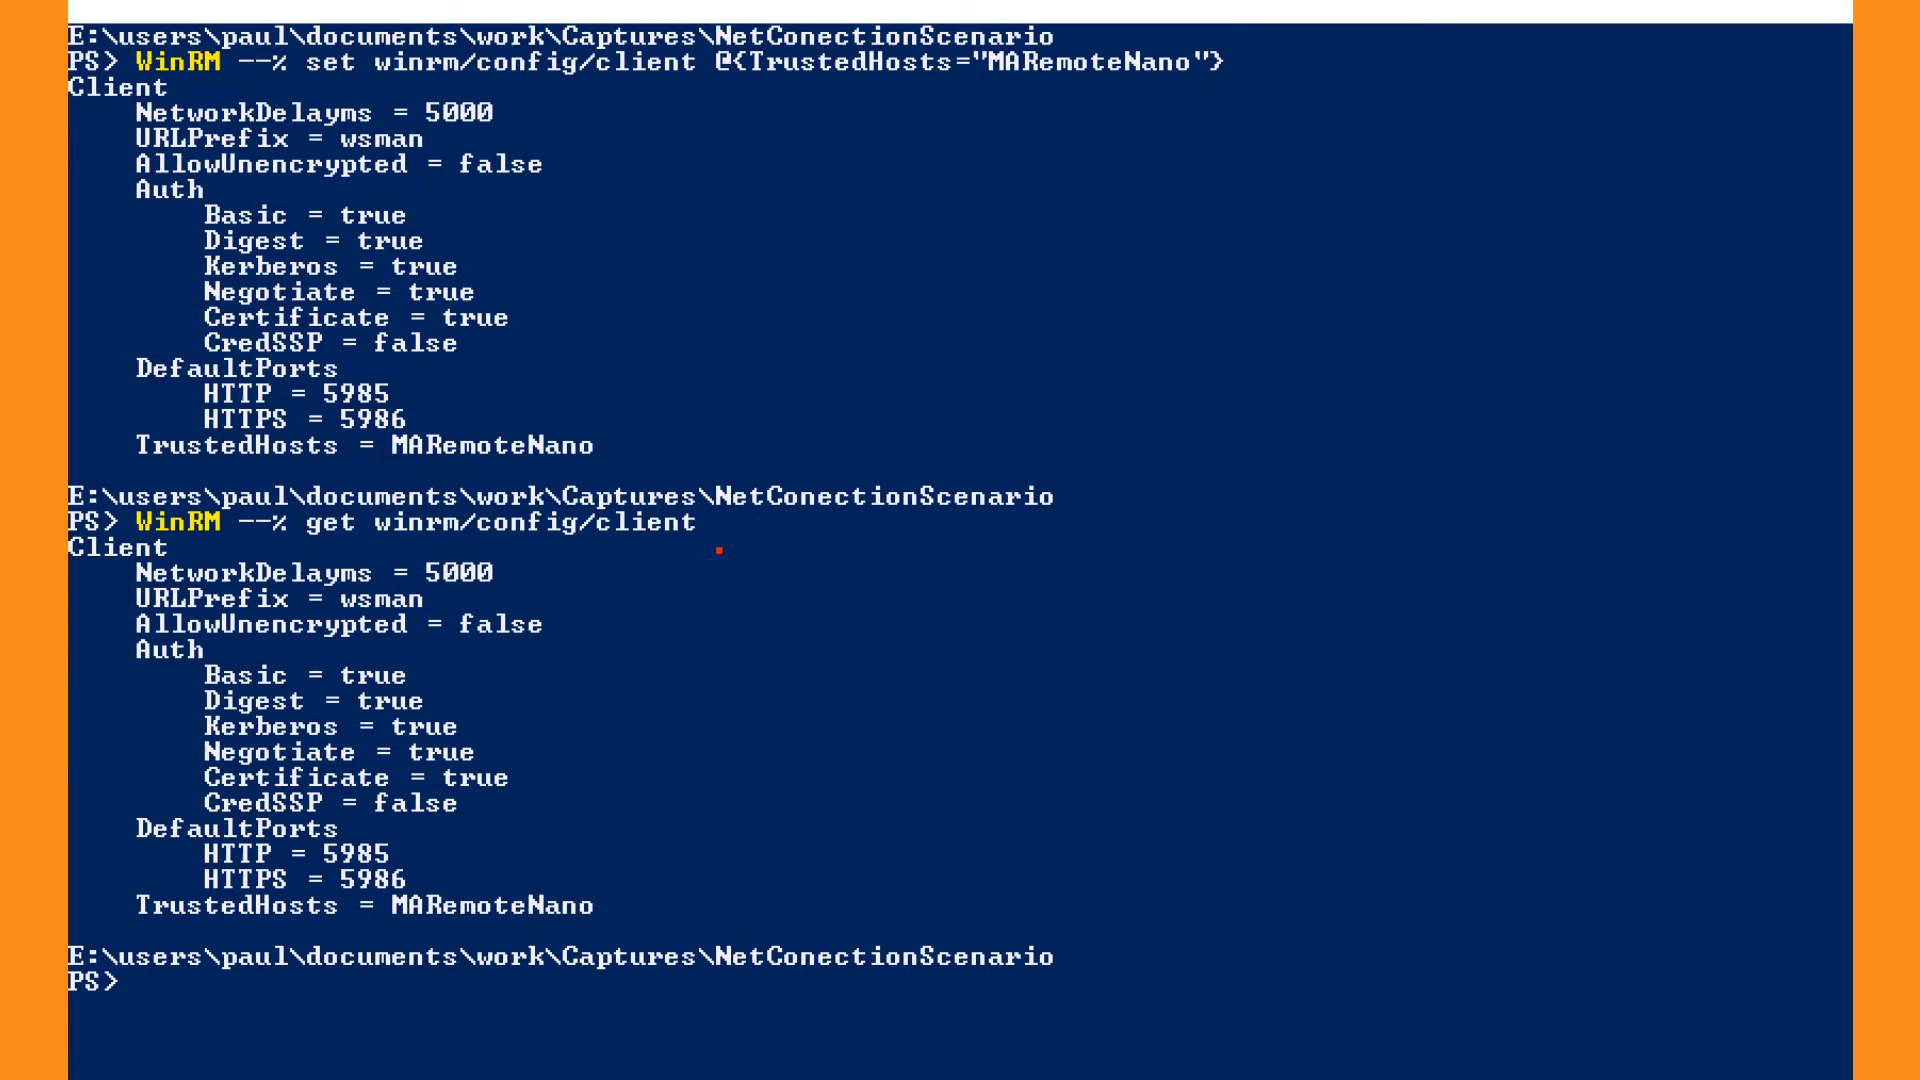 E:\users\paul\documents\work\Captures\NetConectionScenario
PS> WinRM --% set winrm/config/client @{TrustedHosts="MARemoteNano"}
Client
    NetworkDelayms = 5000
    URLPrefix = wsman
    AllowUnencrypted = false
    Auth
        Basic = true
        Digest = true
        Kerberos = true
        Negotiate = true
        Certificate = true
        CredSSP = false
    DefaultPorts
        HTTP = 5985
        HTTPS = 5986
    TrustedHosts = MARemoteNano
E:\users\paul\documents\work\Captures\NetConectionScenario
PS> WinRM --% get winrm/config/client
Client
    NetworkDelayms = 5000
    URLPrefix = wsman
    AllowUnencrypted = false
    Auth
        Basic = true
        Digest = true
        Kerberos = true
        Negotiate = true
        Certificate = true
        CredSSP = false
    DefaultPorts
        HTTP = 5985
        HTTPS = 5986
    TrustedHosts = MARemoteNano
E:\users\paul\documents\work\Captures\NetConectionScenario
PS>